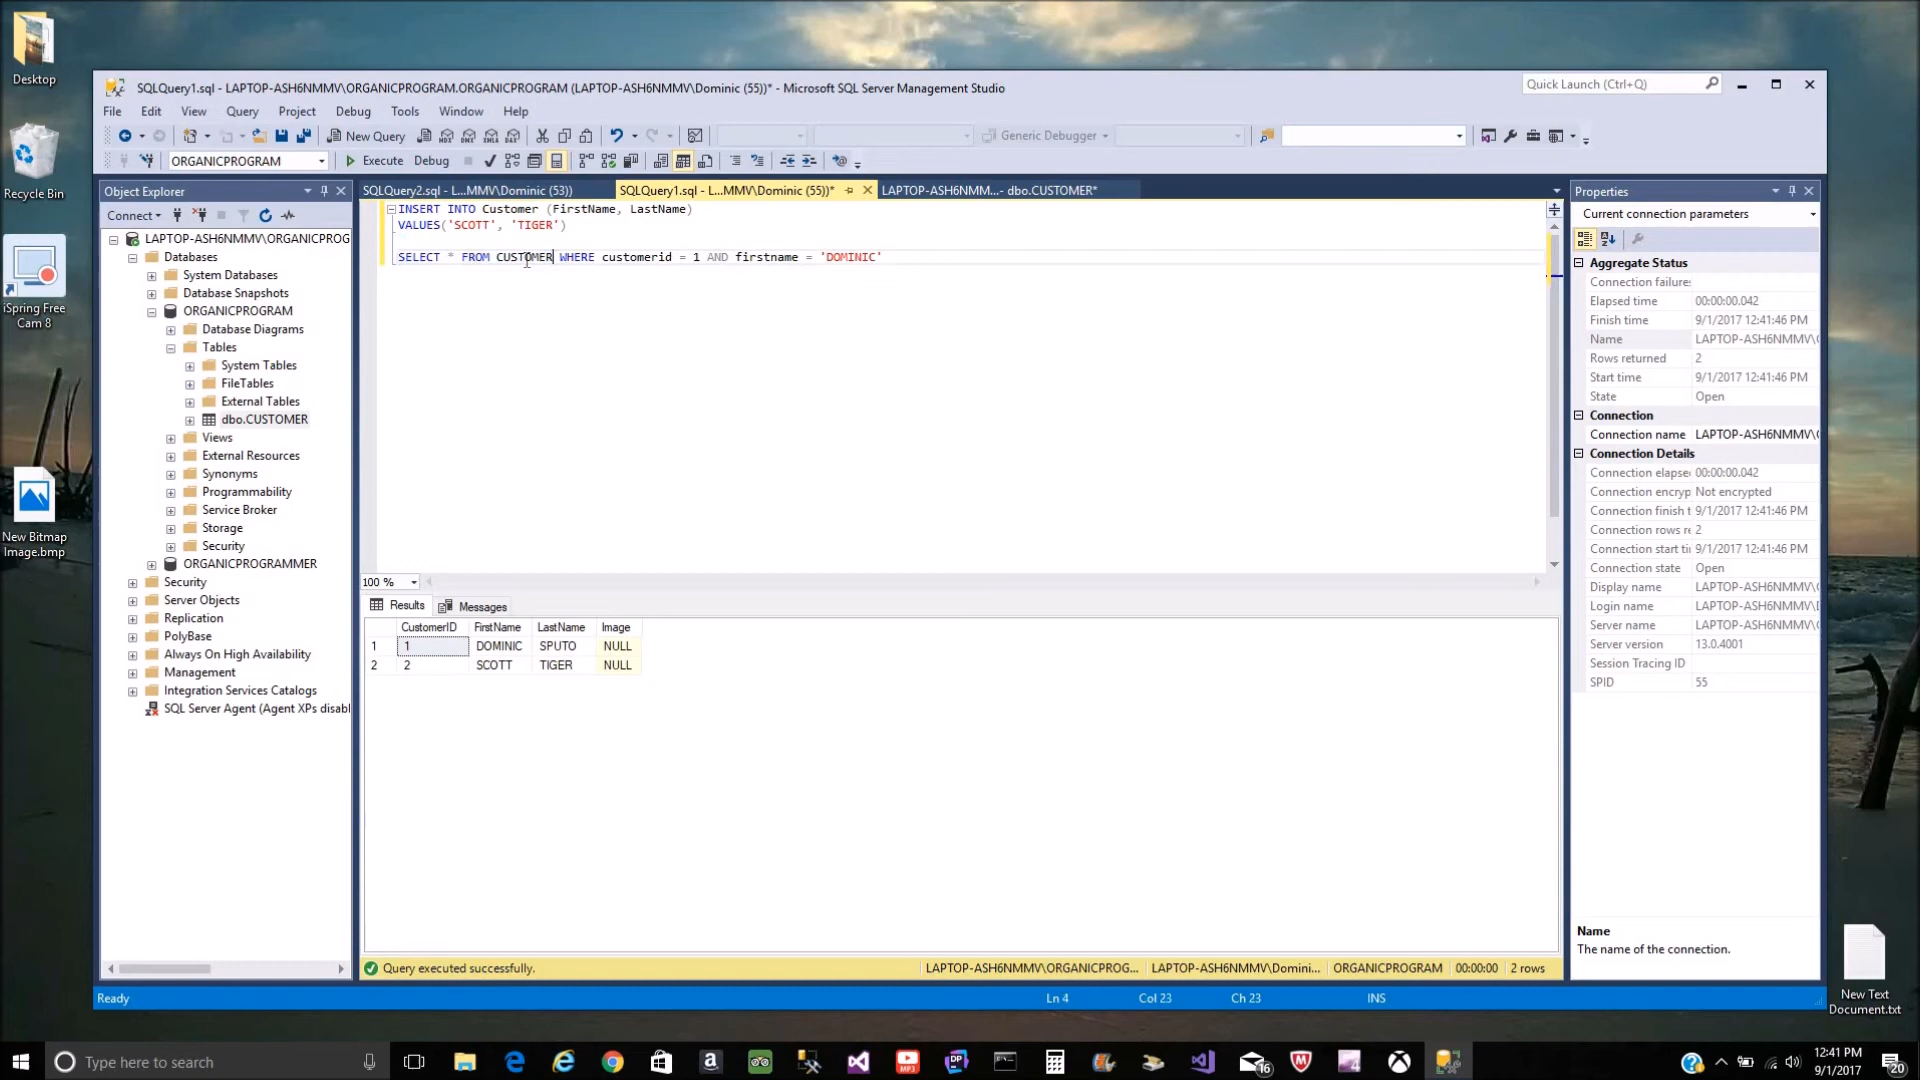 Desktop
Recycle Bin
iSpring Free
Cam 8
New Bitmap
Image.bmp
SQLQuery1.sql - LAPTOP-ASH6NMMV\ORGANICPROGRAM.ORGANICPROGRAM (LAPTOP-ASH6NMMV\Dominic (55))* - Microsoft SQL Server Management Studio
Quick Launch (Ctrl+Q)
File Edit View Query Project Debug Tools Window Help
New Query
Generic Debugger
ORGANICPROGRAM
Execute Debug
Object Explorer
Connect
LAPTOP-ASH6NMMV\ORGANICPROG
Databases
System Databases
Database Snapshots
ORGANICPROGRAM
Database Diagrams
Tables
System Tables
FileTables
External Tables
dbo.CUSTOMER
Views
External Resources
Synonyms
Programmability
Service Broker
Storage
Security
ORGANICPROGRAMMER
Security
Server Objects
Replication
PolyBase
Always On High Availability
Management
Integration Services Catalogs
SQL Server Agent (Agent XPs disabl
SQLQuery2.sql - L...MMV\Dominic (53))
SQLQuery1.sql - L...MMV\Dominic (55))*
LAPTOP-ASH6NMM...- dbo.CUSTOMER*
INSERT INTO Customer (FirstName, LastName)
VALUES('SCOTT', 'TIGER')
SELECT * FROM CUSTOMER WHERE customerid = 1 AND firstname = 'DOMINIC'
100 %
Results Messages
CustomerID FirstName LastName Image
1 1 DOMINIC SPUTO NULL
2 2 SCOTT TIGER NULL
Query executed successfully.
LAPTOP-ASH6NMMV\ORGANICPROG... LAPTOP-ASH6NMMV\Domini... ORGANICPROGRAM 00:00:00 2 rows
Properties
Current connection parameters
Aggregate Status
Connection failures
Elapsed time 00:00:00.042
Finish time 9/1/2017 12:41:46 PM
Name LAPTOP-ASH6NMMV\
Rows returned 2
Start time 9/1/2017 12:41:46 PM
State Open
Connection
Connection name LAPTOP-ASH6NMMV\
Connection Details
Connection elapse 00:00:00.042
Connection encryp Not encrypted
Connection finish t 9/1/2017 12:41:46 PM
Connection rows re 2
Connection start ti 9/1/2017 12:41:46 PM
Connection state Open
Display name LAPTOP-ASH6NMMV\
Login name LAPTOP-ASH6NMMV\
Server name LAPTOP-ASH6NMMV\
Server version 13.0.4001
Session Tracing ID
SPID 55
Name
The name of the connection.
Ready
Ln 4 Col 23 Ch 23 INS
New Text
Document.txt
Type here to search
MP3
DP
16
12:41 PM
9/1/2017
20